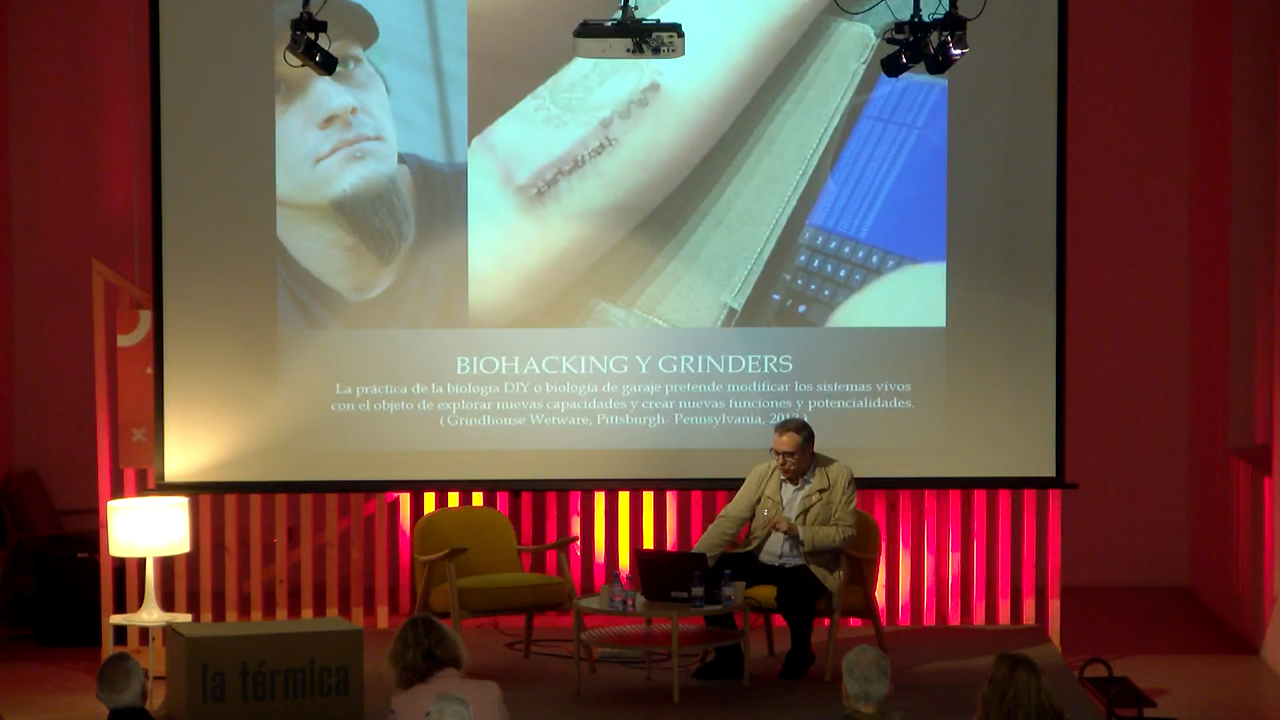 BIOHACKING Y GRINDERS
La práctica de la biología DIY o biología de garaje pretende modificar los sistemas vivos
con el objeto de explorar nuevas capacidades y crear nuevas funciones y potencialidades.
( Grindhouse Wetware, Pittsburgh- Pennsylvania,
la térmica